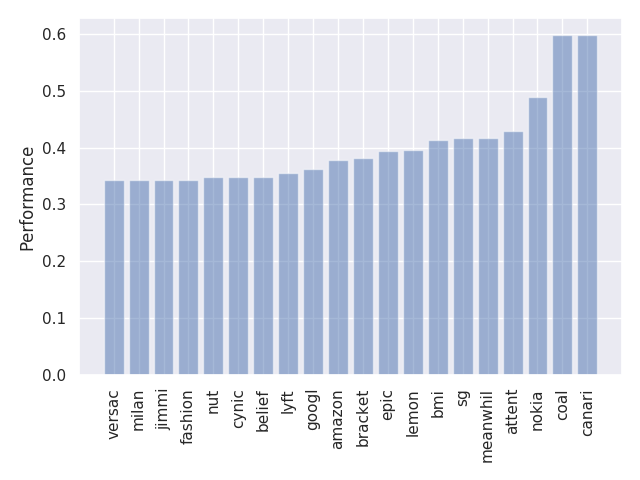 0.6
0.5
0.4
0.3
0.2
0.1
0.0
Performance
versac
milan
jimmi
fashion
nut
cynic
belief
lyft
googl
amazon
bracket
epic
lemon
bmi
sg
meanwhil
attent
nokia
coal
canari